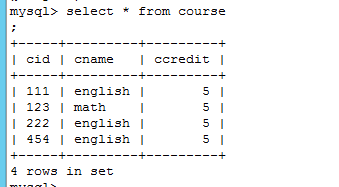 mysql> select * from course
;
+-----+---------+---------+
| cid | cname   | ccredit |
+-----+---------+---------+
| 111 | english |       5 |
| 123 | math    |       5 |
| 222 | english |       5 |
| 454 | english |       5 |
+-----+---------+---------+
4 rows in set
mysql>